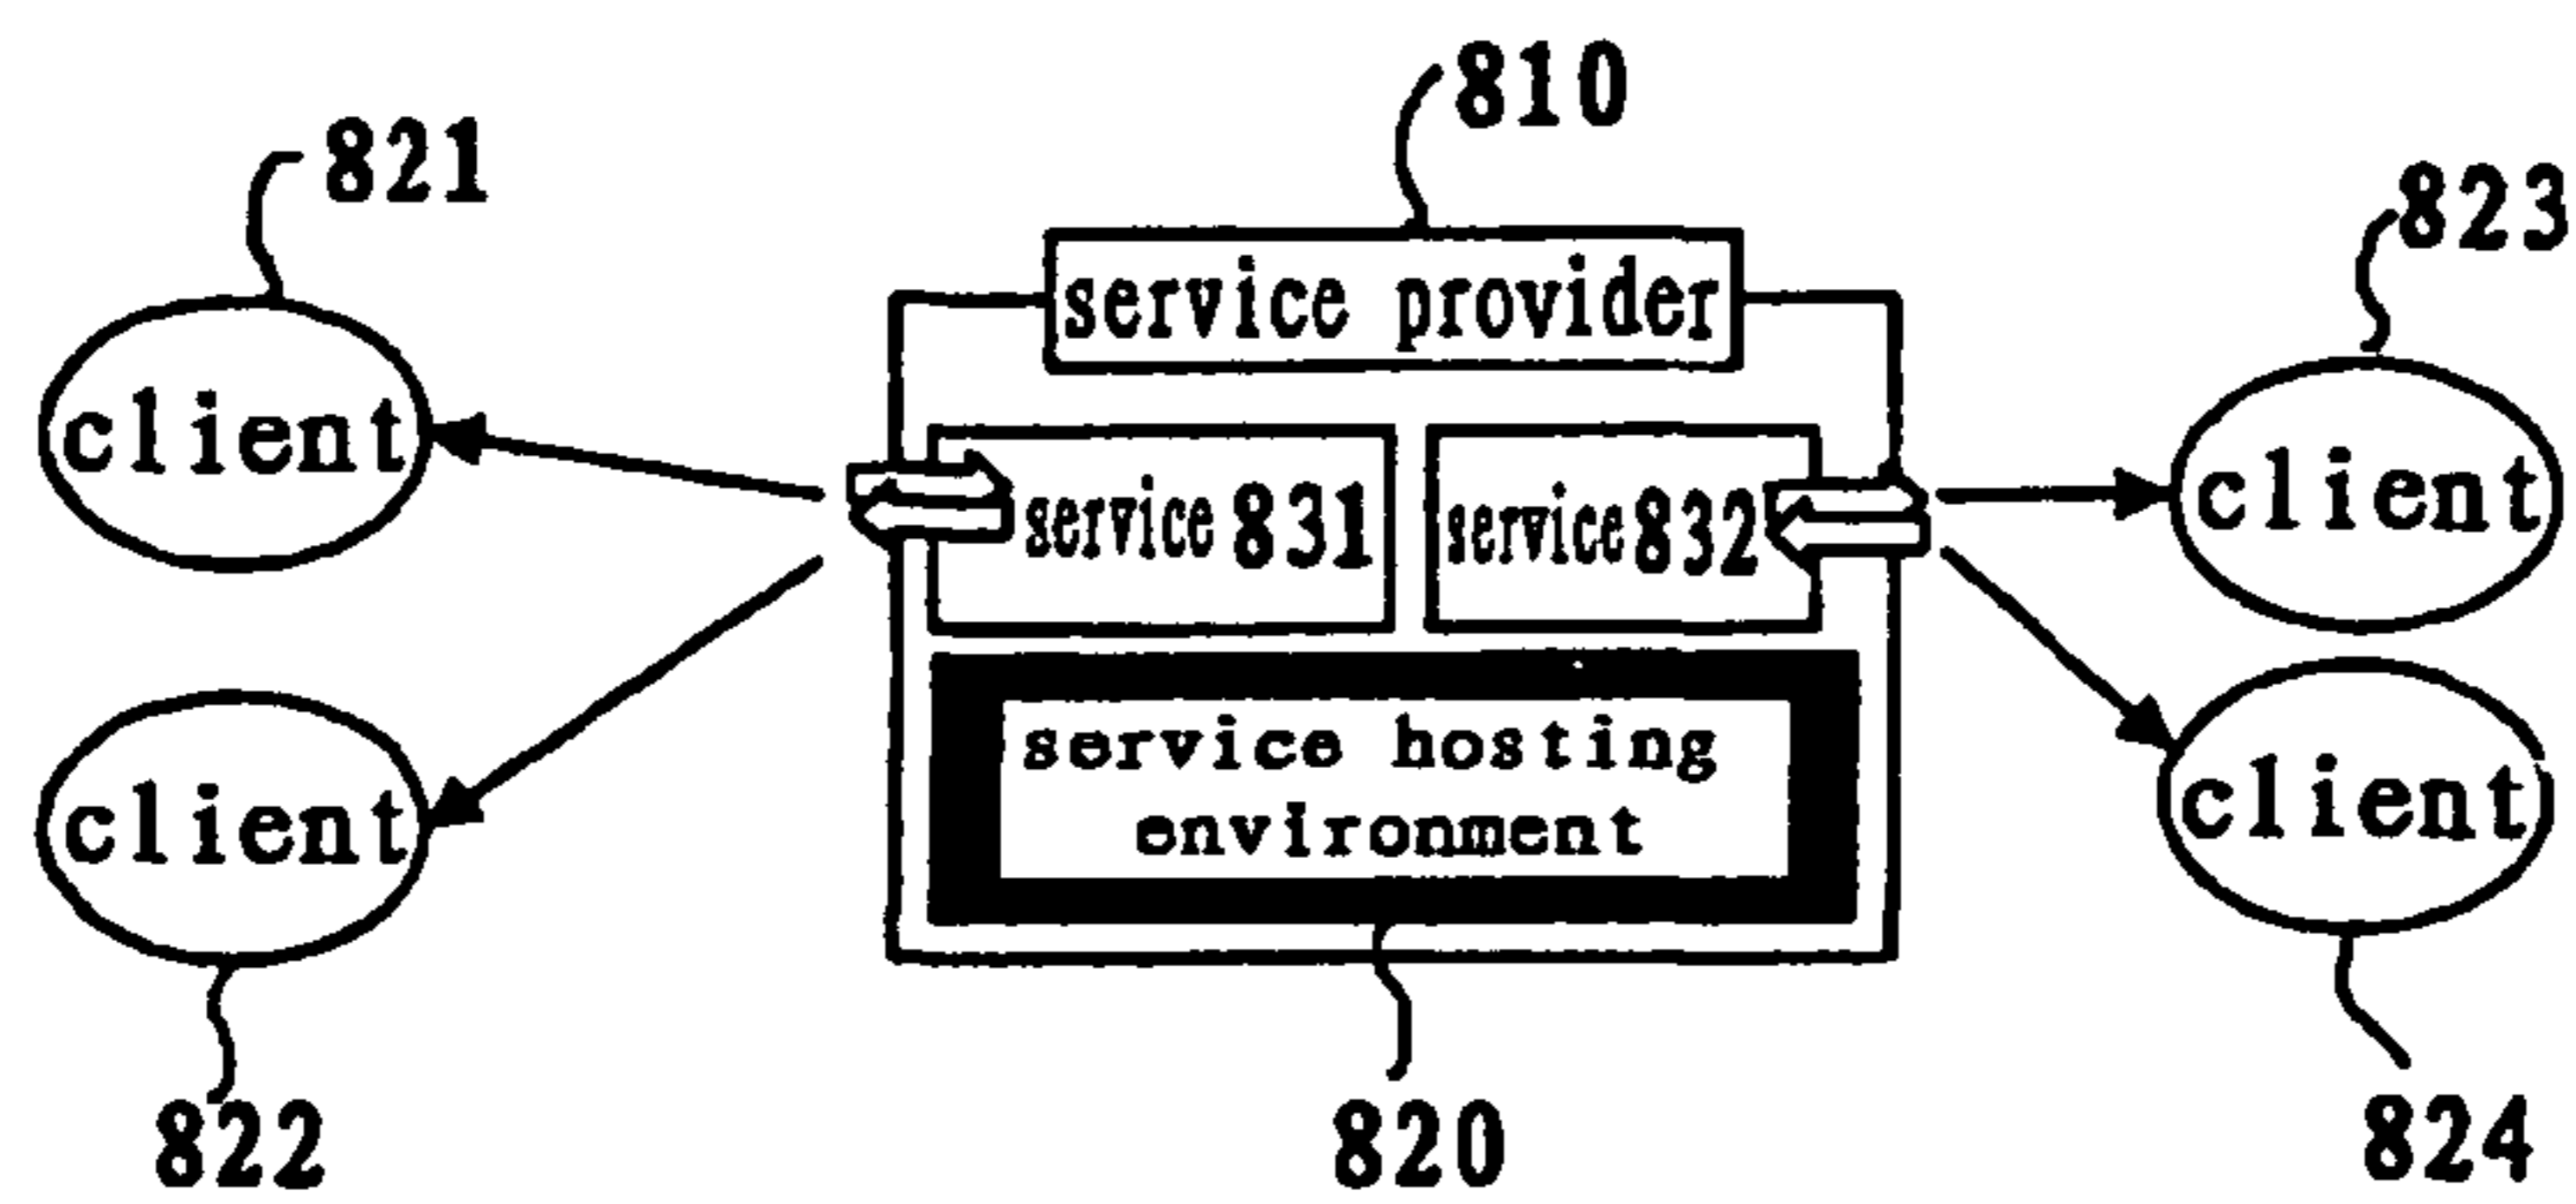 810
821
823
service provider
client
service 831
service 832
client
service hosting
environment
client
client
822
820
824